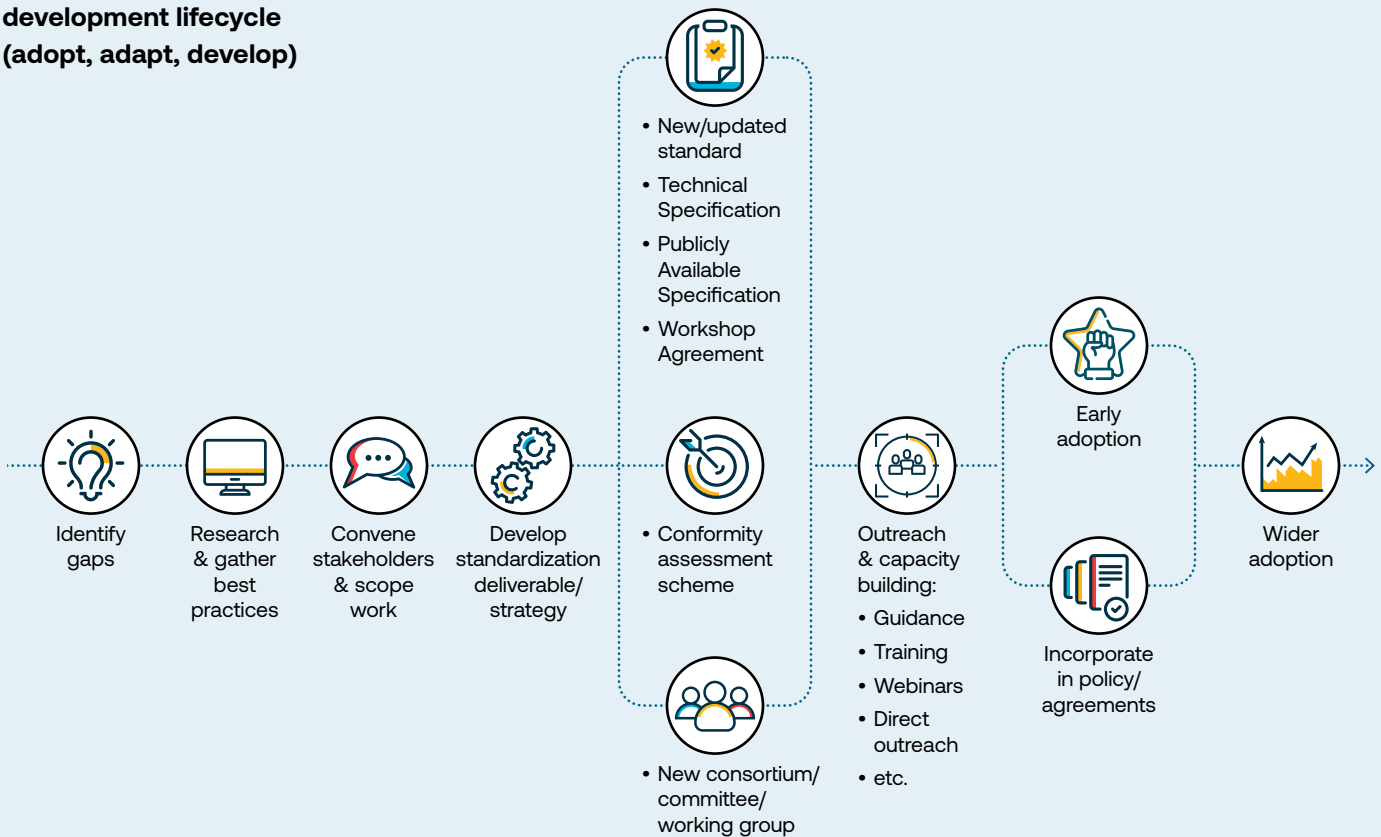 development lifecycle
(adopt, adapt, develop)
Identify
gaps
Research
& gather
best
practices
Convene
stakeholders
& scope
work
Develop
standardization
deliverable/
strategy
• New/updated
standard
• Technical
Specification
• Publicly
Available
Specification
• Workshop
Agreement
• Conformity
assessment
scheme
• New consortium/
committee/
working group
Outreach
& capacity
building:
• Guidance
• Training
• Webinars
• Direct
outreach
• etc.
Early
adoption
Incorporate
in policy/
agreements
Wider
adoption